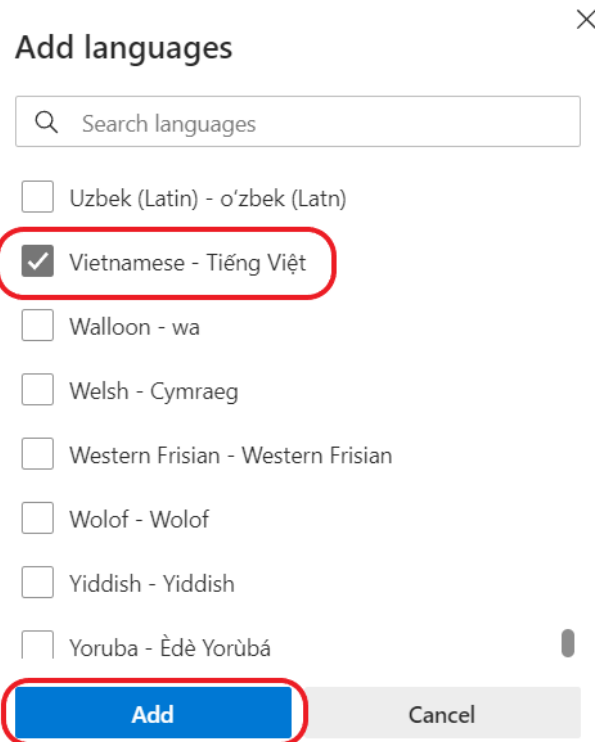 Add languages
Search languages
Uzbek (Latin) - o‘zbek (Latn)
Vietnamese - Tiếng Việt
Walloon - wa
Welsh - Cymraeg
Western Frisian - Western Frisian
Wolof - Wolof
Yiddish - Yiddish
Yoruba - Èdè Yorùbá
Add
Cancel